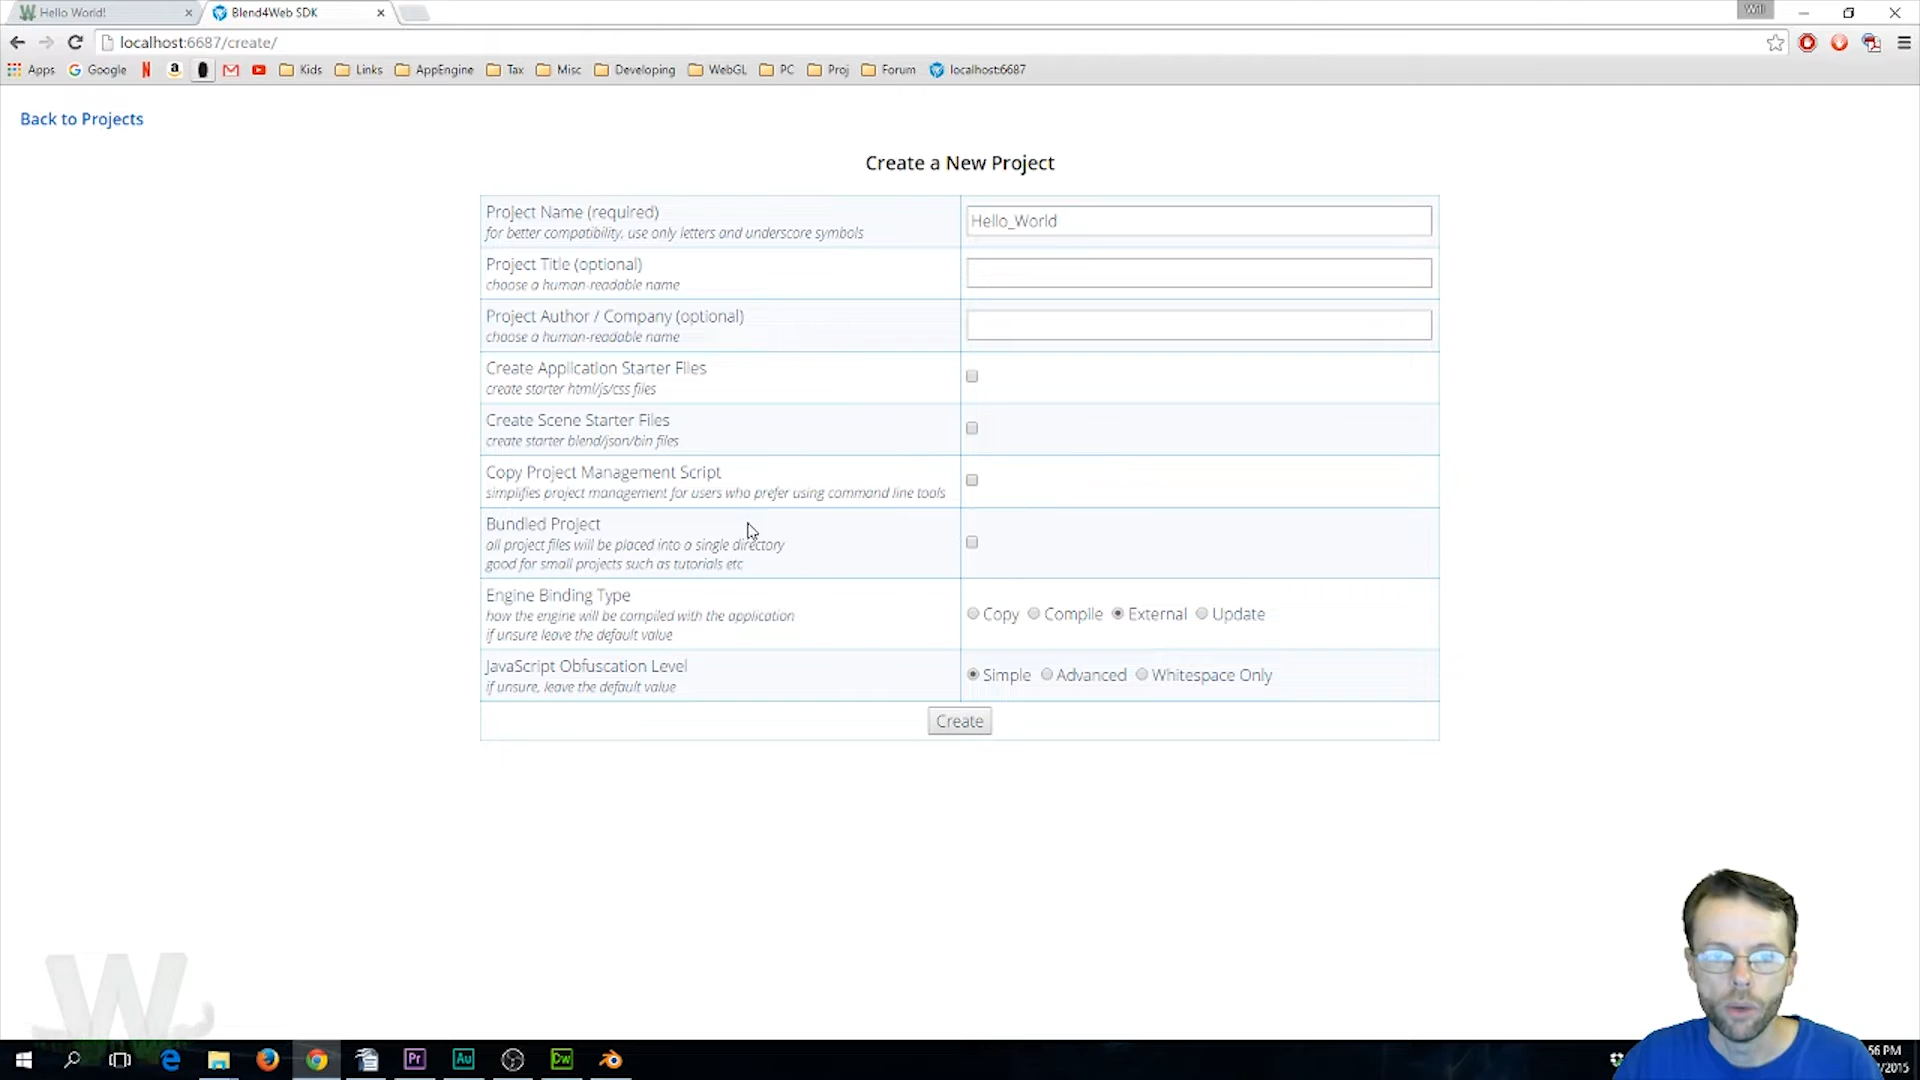 Hello World!
Blend4Web SDK
Will
localhost:6687/create/
Apps
Google
Kids
Links
AppEngine
Tax
Misc
Developing
WebGL
PC
Proj
Forum
localhost:6687
Back to Projects
Create a New Project
Project Name (required)
for better compatibility, use only letters and underscore symbols
Hello_World
Project Title (optional)
choose a human-readable name
Project Author / Company (optional)
choose a human-readable name
Create Application Starter Files
create starter html/js/css files
Create Scene Starter Files
create starter blend/json/bin files
Copy Project Management Script
simplifies project management for users who prefer using command line tools
Bundled Project
all project files will be placed into a single directory
good for small projects such as tutorials etc
Engine Binding Type
how the engine will be compiled with the application
if unsure leave the default value
Copy Compile External Update
JavaScript Obfuscation Level
if unsure, leave the default value
Simple Advanced Whitespace Only
Create
W
Pr
Au
Dw
56 PM
/2015